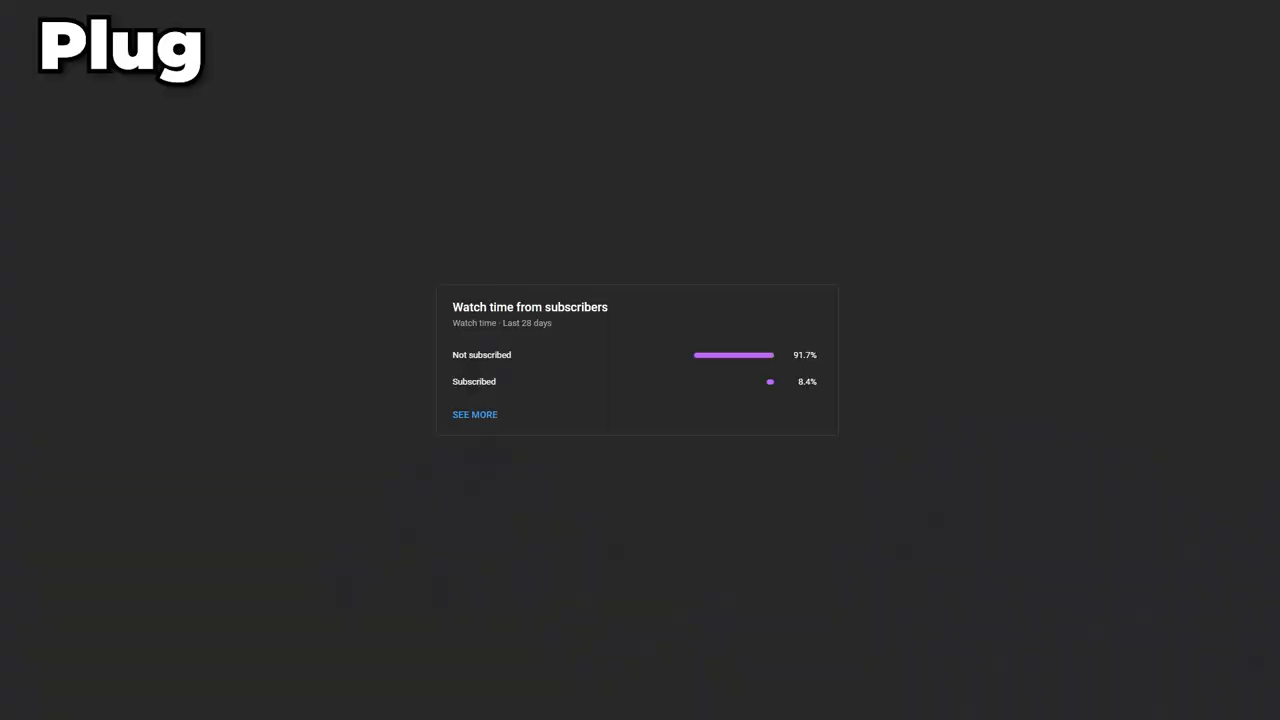 Plug
Watch time from subscribers
Watch time · Last 28 days
Not subscribed 91.7%
Subscribed 8.4%
SEE MORE